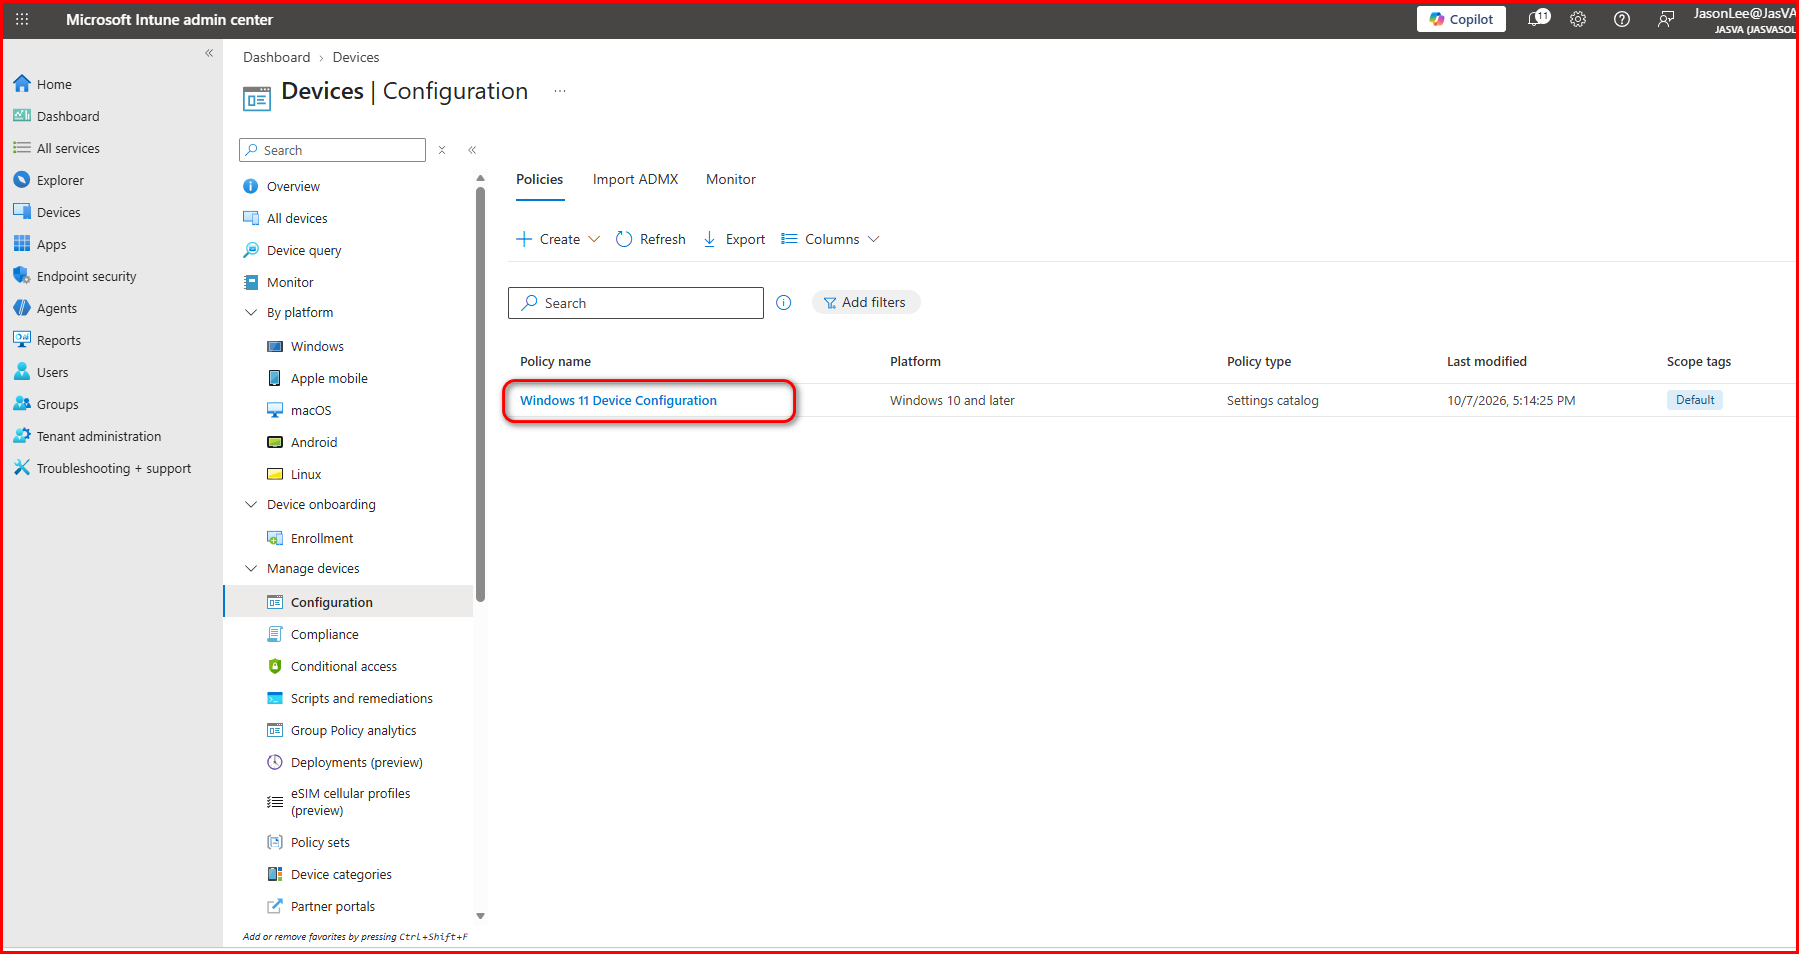 Microsoft Intune admin center
Copilot
11
JasonLee@JasVA
JASVA (JASVASOL
Home
Dashboard
All services
Explorer
Devices
Apps
Endpoint security
Agents
Reports
Users
Groups
Tenant administration
Troubleshooting + support
Dashboard › Devices
Devices | Configuration ...
Search
Overview
All devices
Device query
Monitor
By platform
Windows
Apple mobile
macOS
Android
Linux
Device onboarding
Enrollment
Manage devices
Configuration
Compliance
Conditional access
Scripts and remediations
Group Policy analytics
Deployments (preview)
eSIM cellular profiles
(preview)
Policy sets
Device categories
Partner portals
Add or remove favorites by pressing Ctrl+Shift+F
Policies Import ADMX Monitor
Create Refresh Export Columns
Search Add filters
Policy name Platform Policy type Last modified Scope tags
Windows 11 Device Configuration Windows 10 and later Settings catalog 10/7/2026, 5:14:25 PM Default